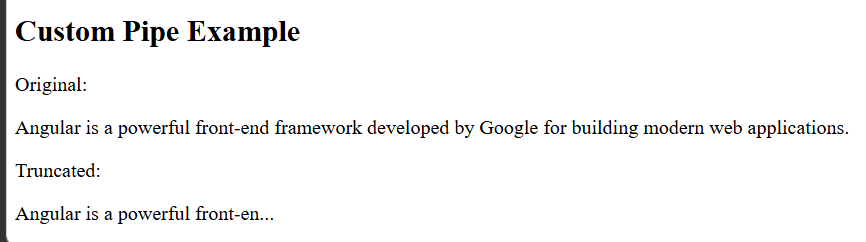 Custom Pipe Example
Original:
Angular is a powerful front-end framework developed by Google for building modern web applications.
Truncated:
Angular is a powerful front-en...